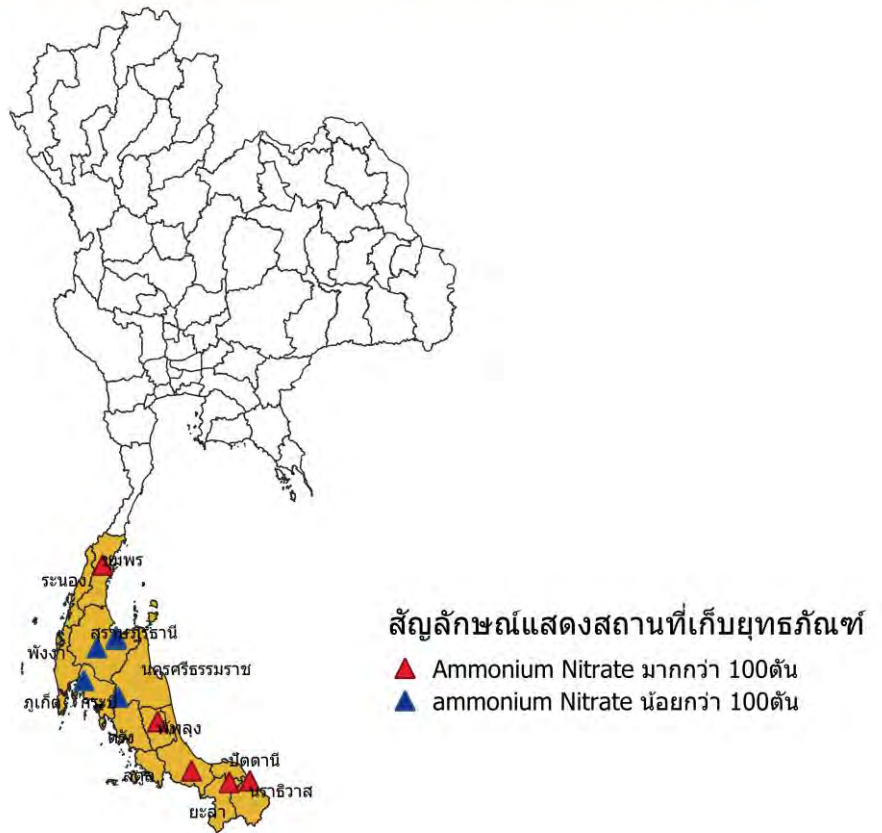 ชุมพร
ระนอง
สุราษฎร์ธานี
พังงา
นครศรีธรรมราช
ภูเก็ต
กระบี่
พัทลุง
ตรัง
ปัตตานี
สตูล
นราธิวาส
ยะลา
สัญลักษณ์แสดงสถานที่เก็บยุทธภัณฑ์
Ammonium Nitrate มากกว่า 100ตัน
ammonium Nitrate น้อยกว่า 100ตัน